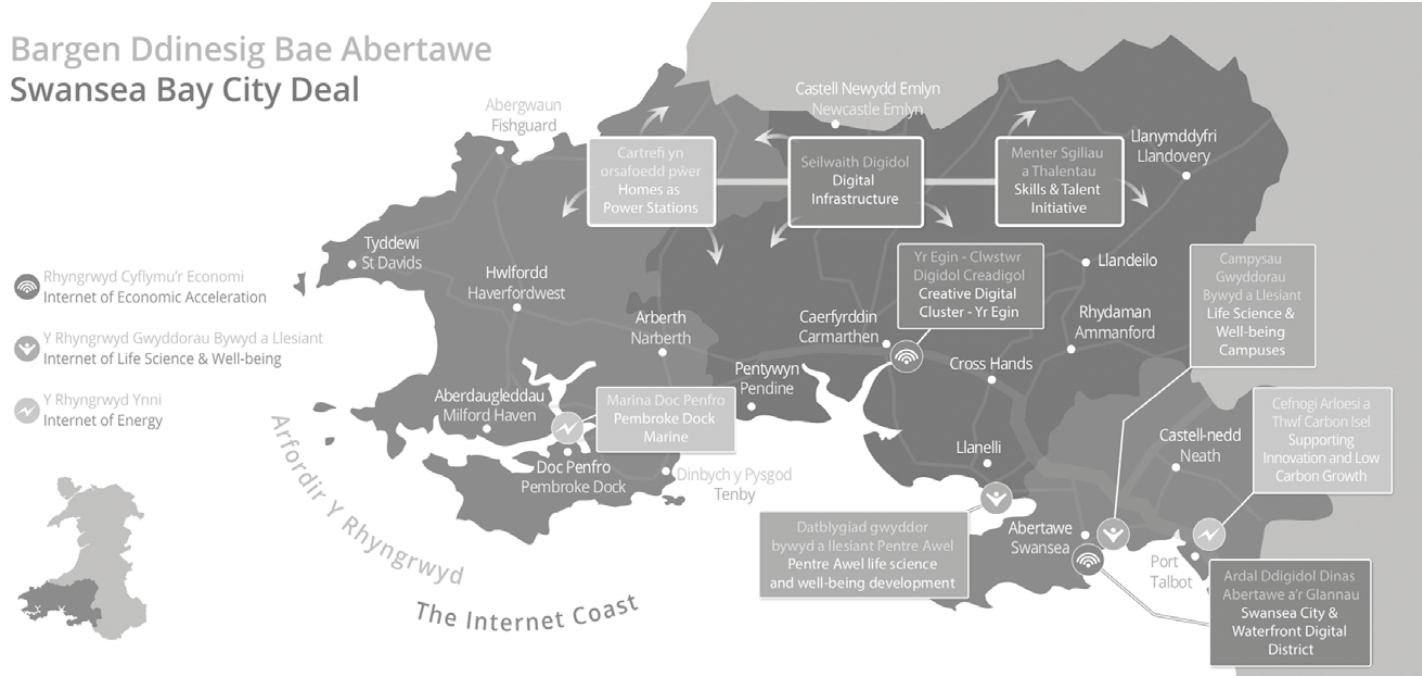 Bargen Ddinesig Bae Abertawe
Swansea Bay City Deal
Abergwaun
Fishguard
Castell Newydd Emlyn
Newcastle Emlyn
Llanymddyfri
Llandovery
Cartrefi yn
orsafoedd pŵer
Homes as
Power Stations
Seilwaith Digidol
Digital
Infrastructure
Menter Sgiliau
a Thalentau
Skills & Talent
Initiative
Tyddewi
St Davids
Hwlfordd
Haverfordwest
Arberth
Narberth
Caerfyrddin
Carmarthen
Yr Egin - Clwstwr
Digidol Creadigol
Creative Digital
Cluster - Yr Egin
Llandeilo
Rhydaman
Ammanford
Campysau
Gwyddorau
Bywyd a Llesiant
Life Science &
Well-being
Campuses
Rhyngrwyd Cyflymu'r Economi
Internet of Economic Acceleration
Y Rhyngrwyd Gwyddorau Bywyd a Llesiant
Internet of Life Science & Well-being
Y Rhyngrwyd Ynni
Internet of Energy
Pentywyn
Pendine
Cross Hands
Aberdaugleddau
Milford Haven
Marina Doc Penfro
Pembroke Dock
Marine
Cefnogi Arloesi a
Thwf Carbon Isel
Supporting
Innovation and Low
Carbon Growth
Castell-nedd
Neath
Llanelli
Doc Penfro
Pembroke Dock
Dinbych y Pysgod
Tenby
Datblygiad gwyddor
bywyd a llesiant Pentre Awel
Pentre Awel life science
and well-being development
Abertawe
Swansea
Port
Talbot
Ardal Ddigidol Dinas
Abertawe a'r Glannau
Swansea City &
Waterfront Digital
District
Arfordir Y Rhyngrwyd
The Internet Coast